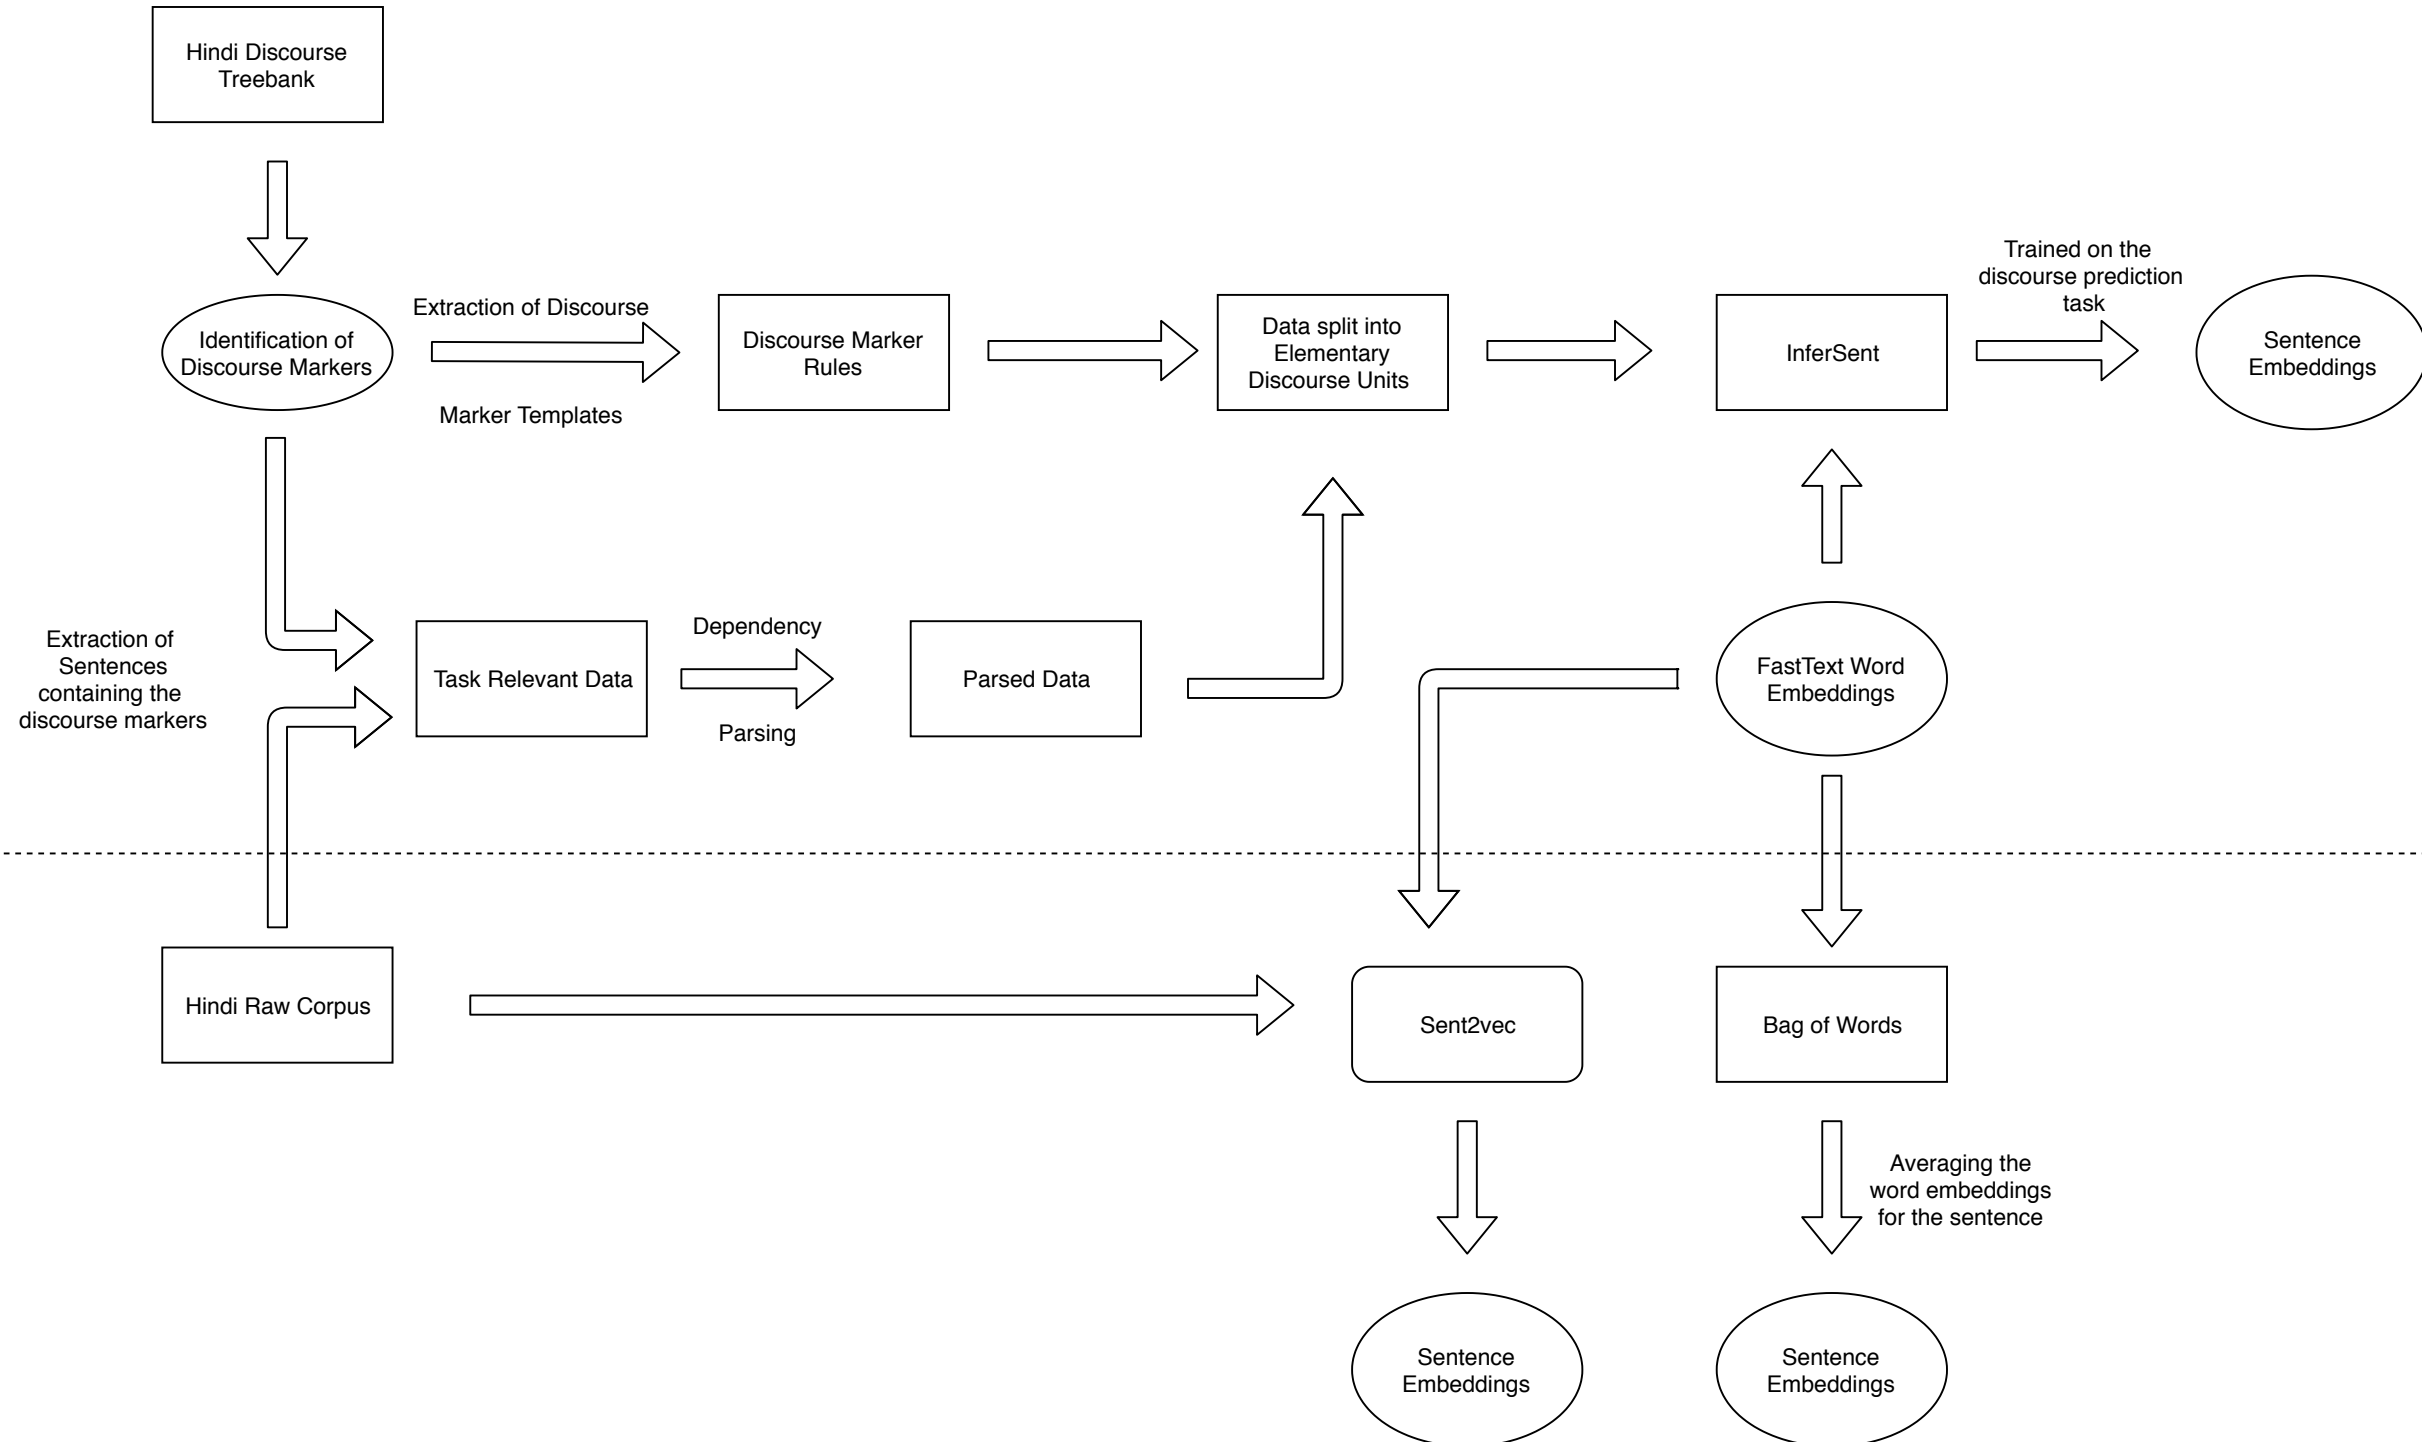 Hindi Discourse
Treebank
Extraction of Discourse
Marker Templates
Trained on the
discourse prediction
task
Identification of
Discourse Markers
Discourse Marker
Rules
Data split into
Elementary
Discourse Units
InferSent
Sentence
Embeddings
Extraction of
Sentences
containing the
discourse markers
Task Relevant Data
Dependency
Parsing
Parsed Data
FastText Word
Embeddings
Hindi Raw Corpus
Sent2vec
Bag of Words
Averaging the
word embeddings
for the sentence
Sentence
Embeddings
Sentence
Embeddings